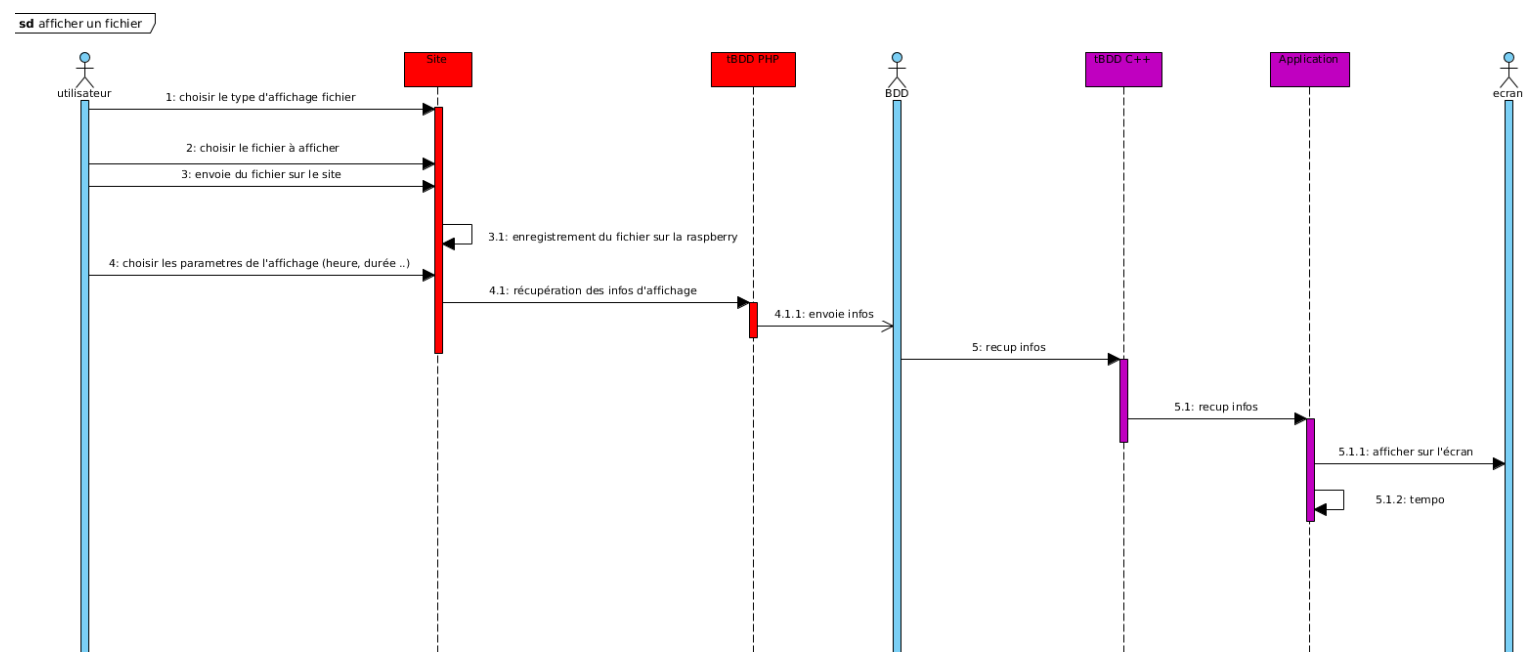 sd afficher un fichier
utilisateur
Site
tBDD PHP
BDD
tBDD C++
Application
ecran
1: choisir le type d'affichage fichier
2: choisir le fichier à afficher
3: envoie du fichier sur le site
3.1: enregistrement du fichier sur la raspberry
4: choisir les parametres de l'affichage (heure, durée ..)
4.1: récupération des infos d'affichage
4.1.1: envoie infos
5: recup infos
5.1: recup infos
5.1.1: afficher sur l'écran
5.1.2: tempo